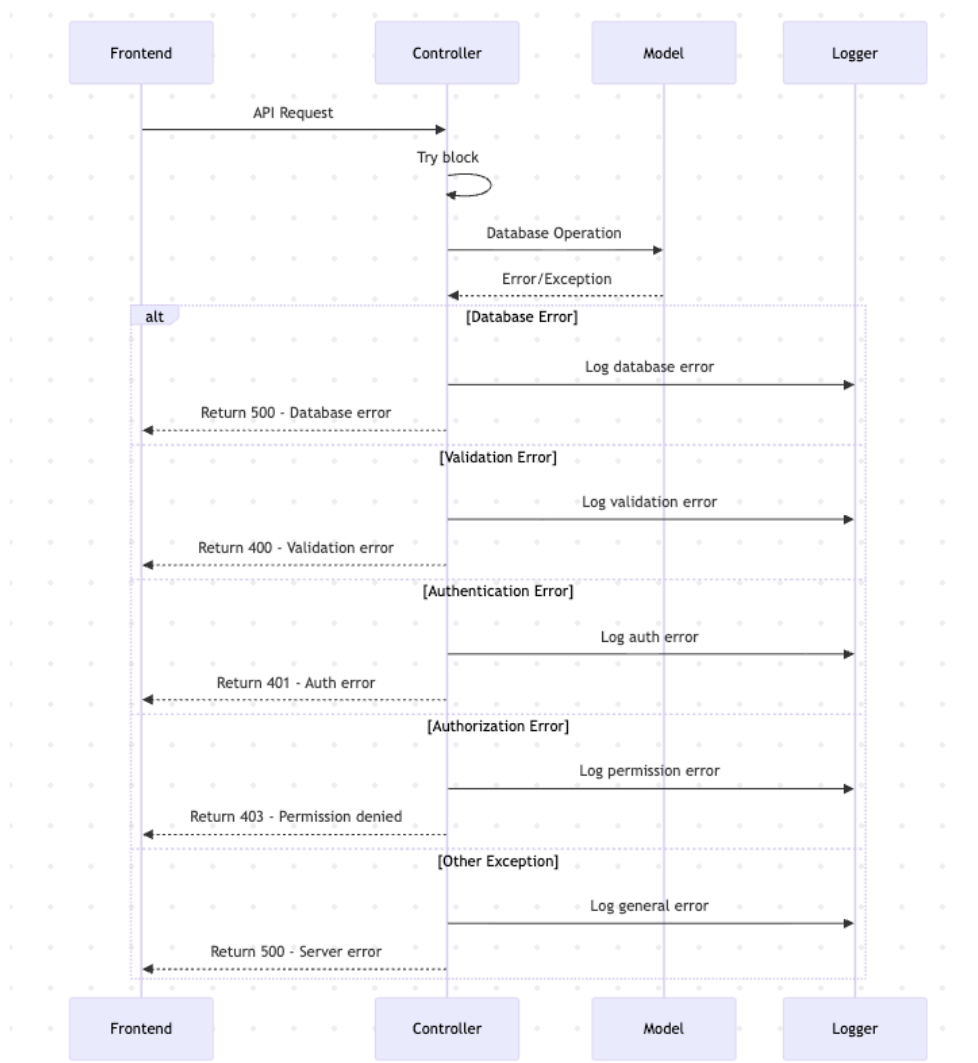 Frontend
Controller
Model
Logger
API Request
Try block
Database Operation
Error/Exception
alt
[Database Error]
Log database error
Return 500 - Database error
[Validation Error]
Log validation error
Return 400 - Validation error
[Authentication Error]
Log auth error
Return 401 - Auth error
[Authorization Error]
Log permission error
Return 403 - Permission denied
[Other Exception]
Log general error
Return 500 - Server error
Frontend
Controller
Model
Logger